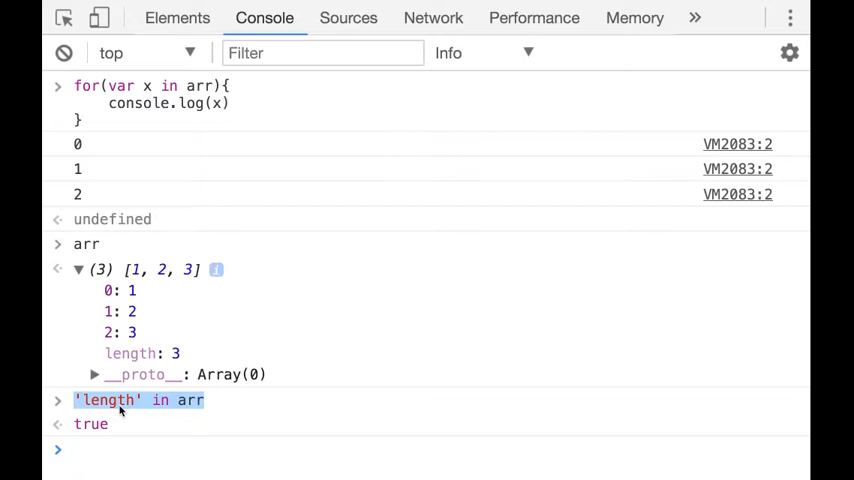 Elements Console Sources Network Performance Memory »
top ▼ Filter Info ▼
> for(var x in arr){
console.log(x)
}
0 VM2083:2
1 VM2083:2
2 VM2083:2
undefined
> arr
▼ (3) [1, 2, 3] i
0: 1
1: 2
2: 3
length: 3
▶ __proto__: Array(0)
> 'length' in arr
true
>